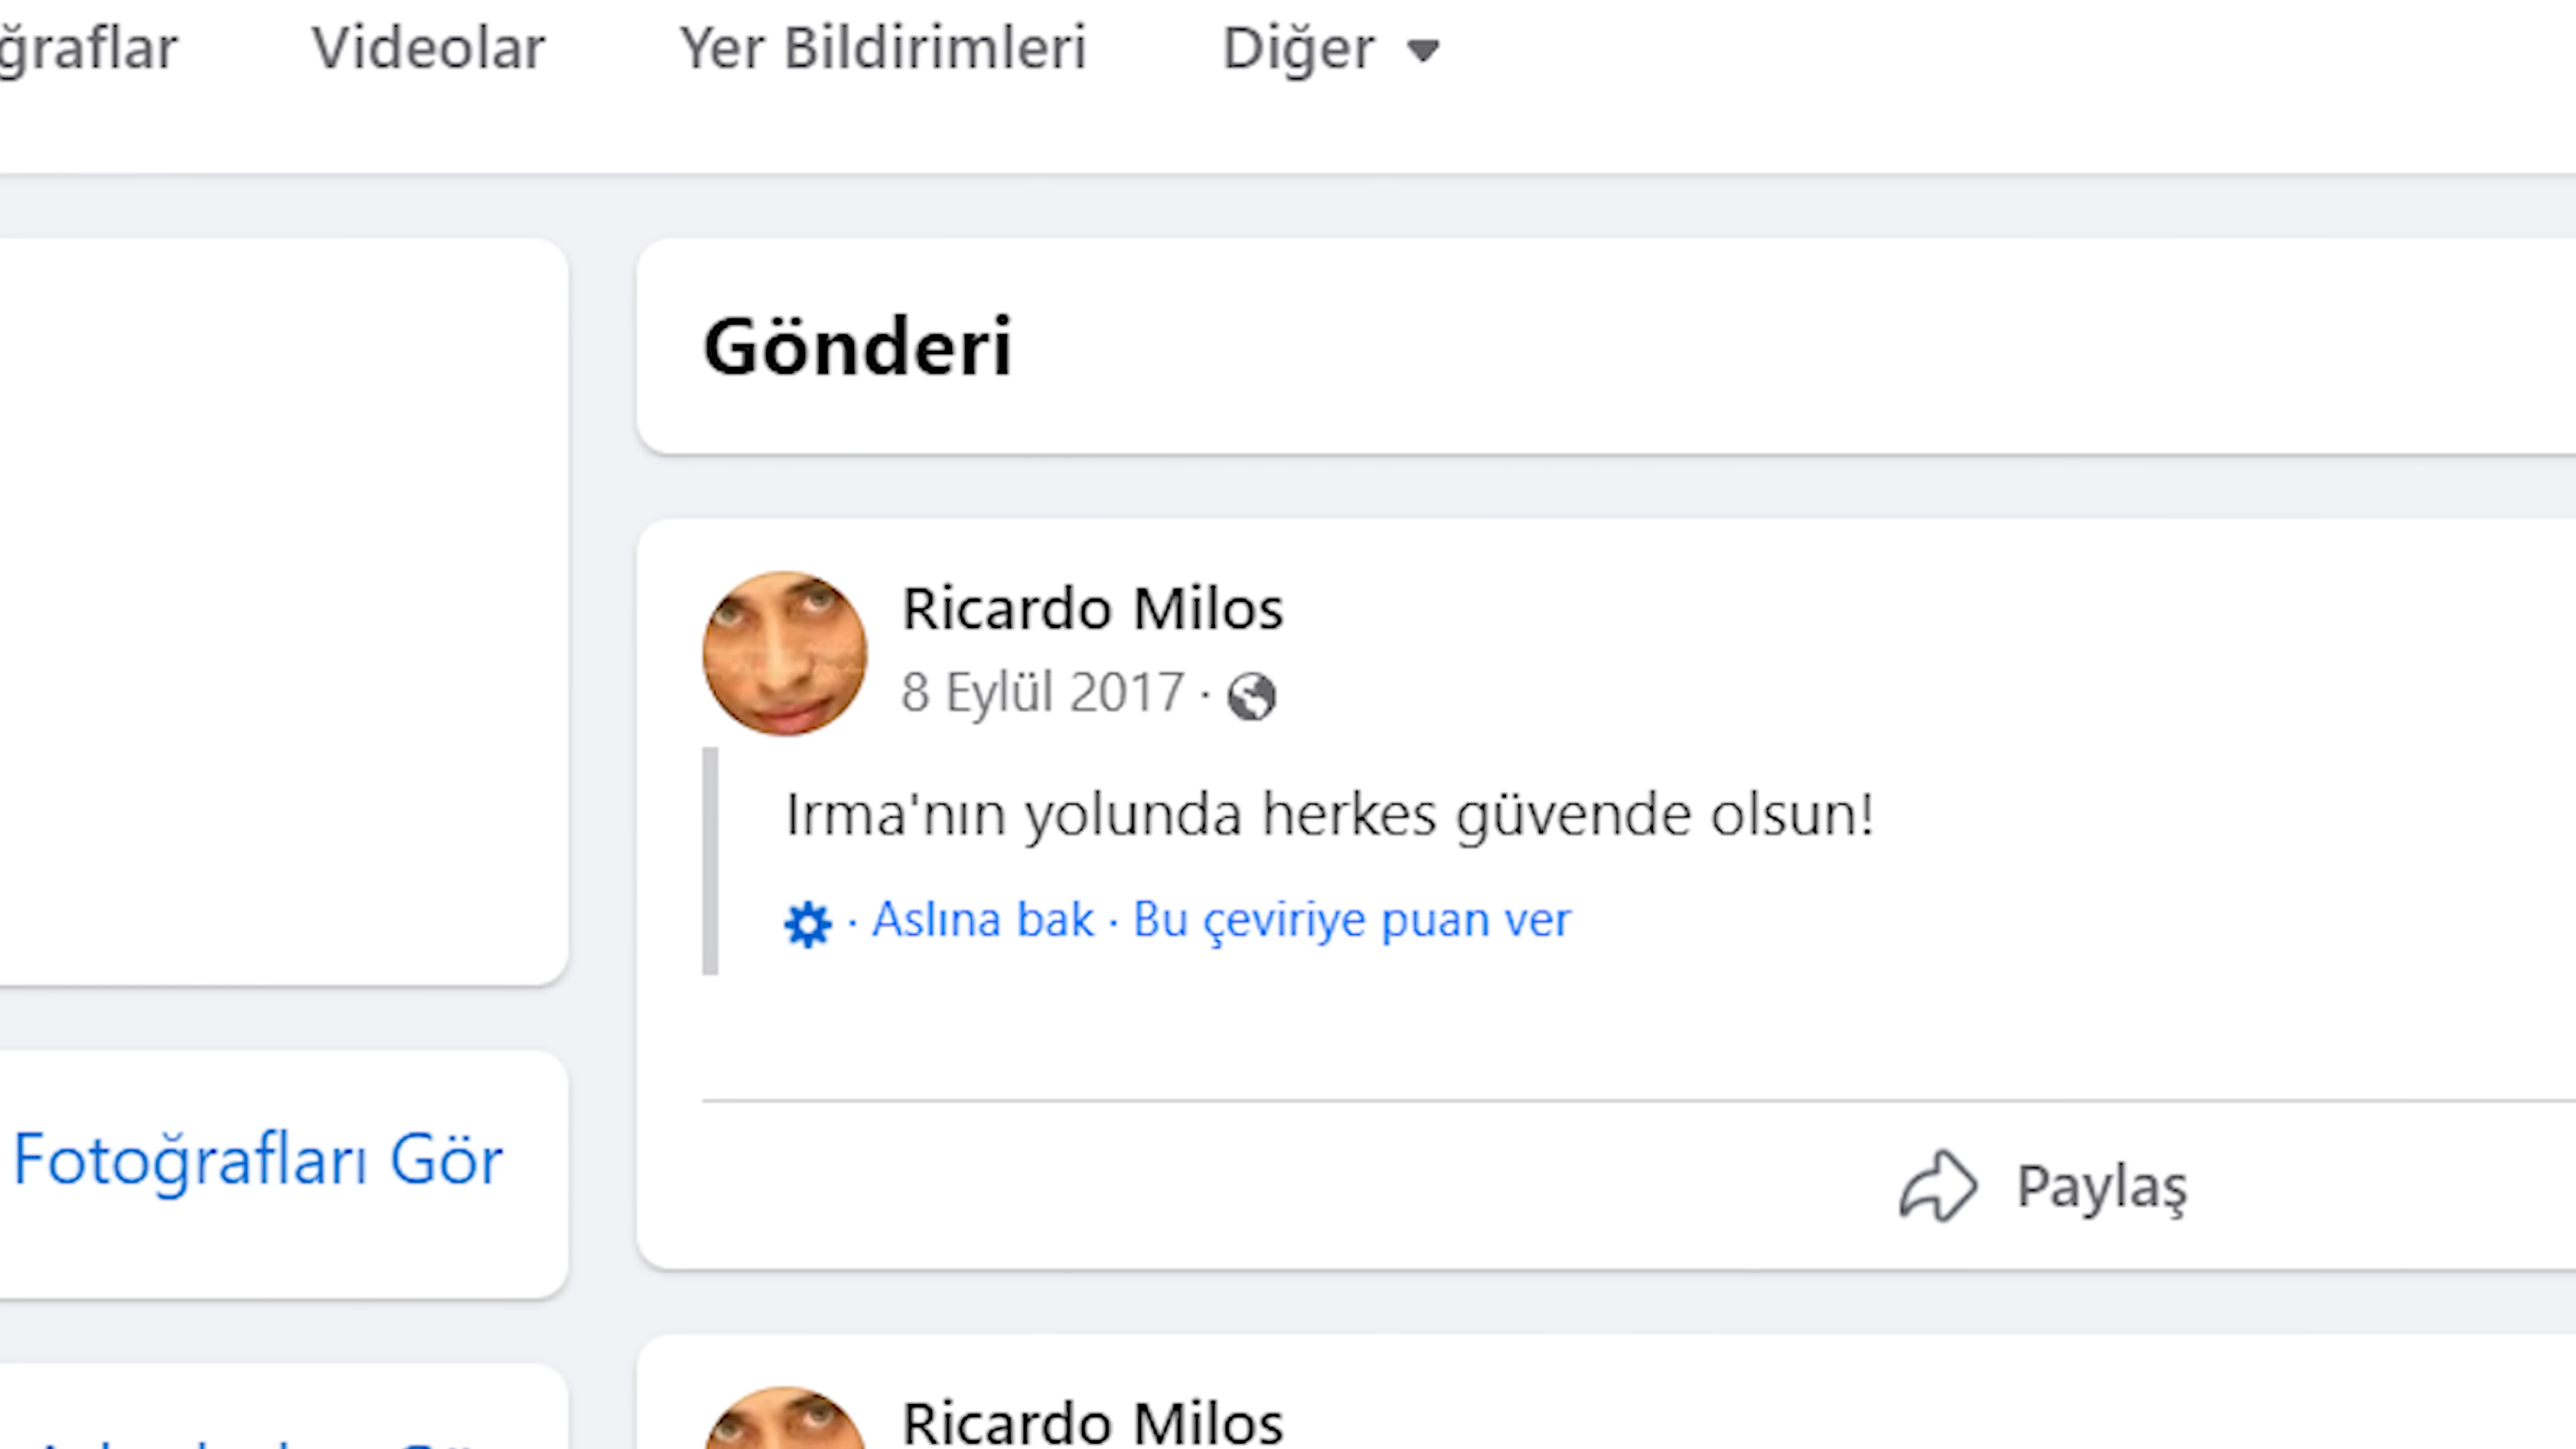 ğraflar Videolar Yer Bildirimleri Diğer
Gönderi
Ricardo Milos
8 Eylül 2017 ·
Irma'nın yolunda herkes güvende olsun!
· Aslına bak · Bu çeviriye puan ver
Fotoğrafları Gör
Paylaş
Ricardo Milos